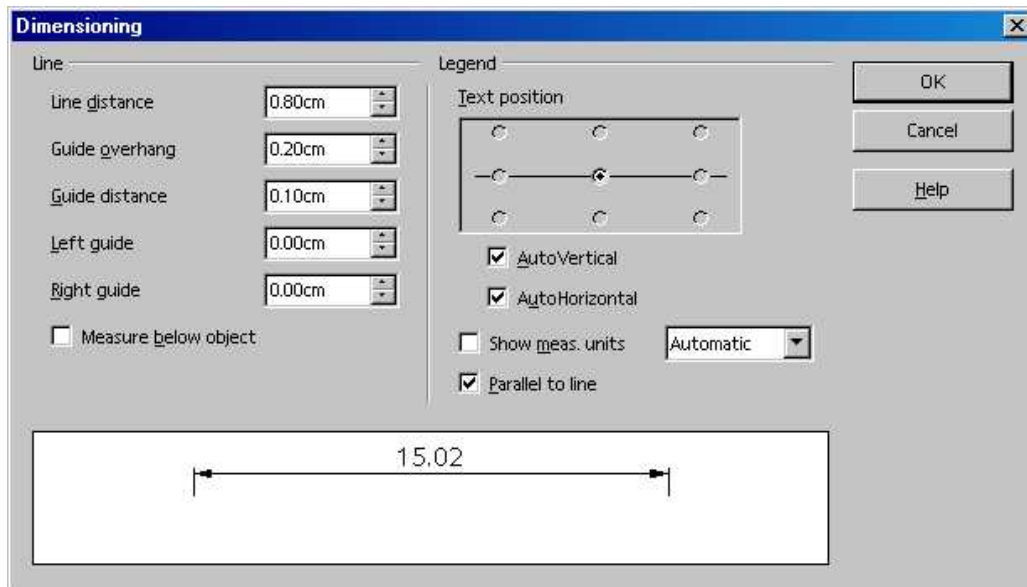 Dimensioning
Line
Line distance 0.80cm
Guide overhang 0.20cm
Guide distance 0.10cm
Left guide 0.00cm
Right guide 0.00cm
Measure below object
Legend
Text position
AutoVertical
AutoHorizontal
Show meas. units Automatic
Parallel to line
OK
Cancel
Help
15.02